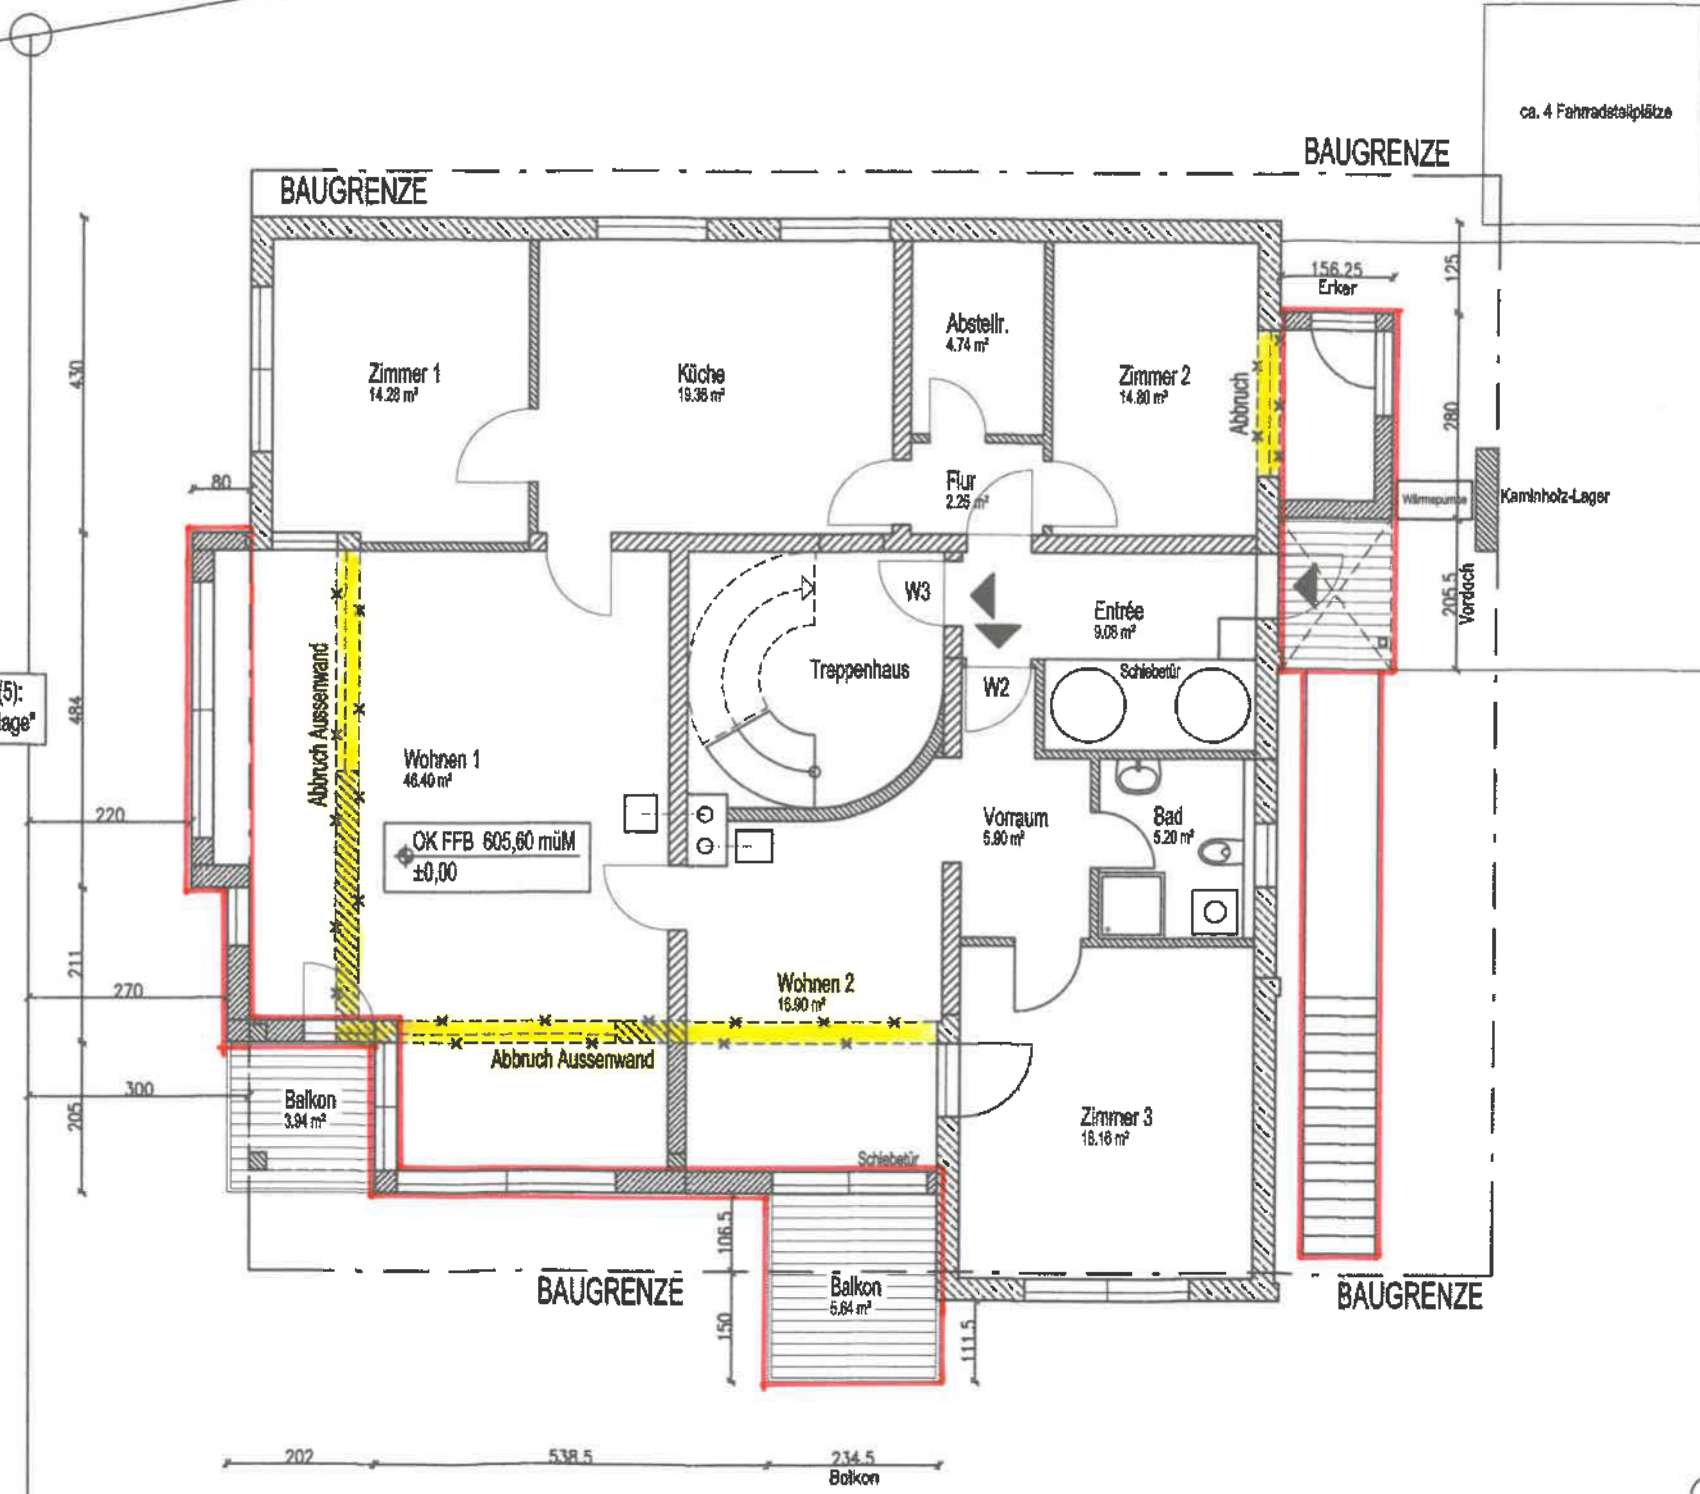 ca. 4 Fahrradstellplätze
BAUGRENZE
BAUGRENZE
156.25
Erker
125
Zimmer 1
14.28 m²
Küche
19.36 m²
Abstellr.
4.74 m²
Zimmer 2
14.80 m²
Abbruch
430
280
80
Flur
2.25 m²
Wärmepumpe
Kaminholz-Lager
W3
Entrée
9.08 m²
205.5
Vordach
Treppenhaus
W2
Schiebetür
(5):
lage"
484
Abbruch Aussenwand
Wohnen 1
46.40 m²
220
OK FFB 605,60 müM
±0,00
Vorraum
5.90 m²
Bad
5.20 m²
211
270
Wohnen 2
16.90 m²
Abbruch Aussenwand
300
205
Balkon
3.94 m²
Zimmer 3
18.16 m²
Schiebetür
106.5
BAUGRENZE
Balkon
5.64 m²
BAUGRENZE
150
111.5
202
538.5
234.5
Balkon